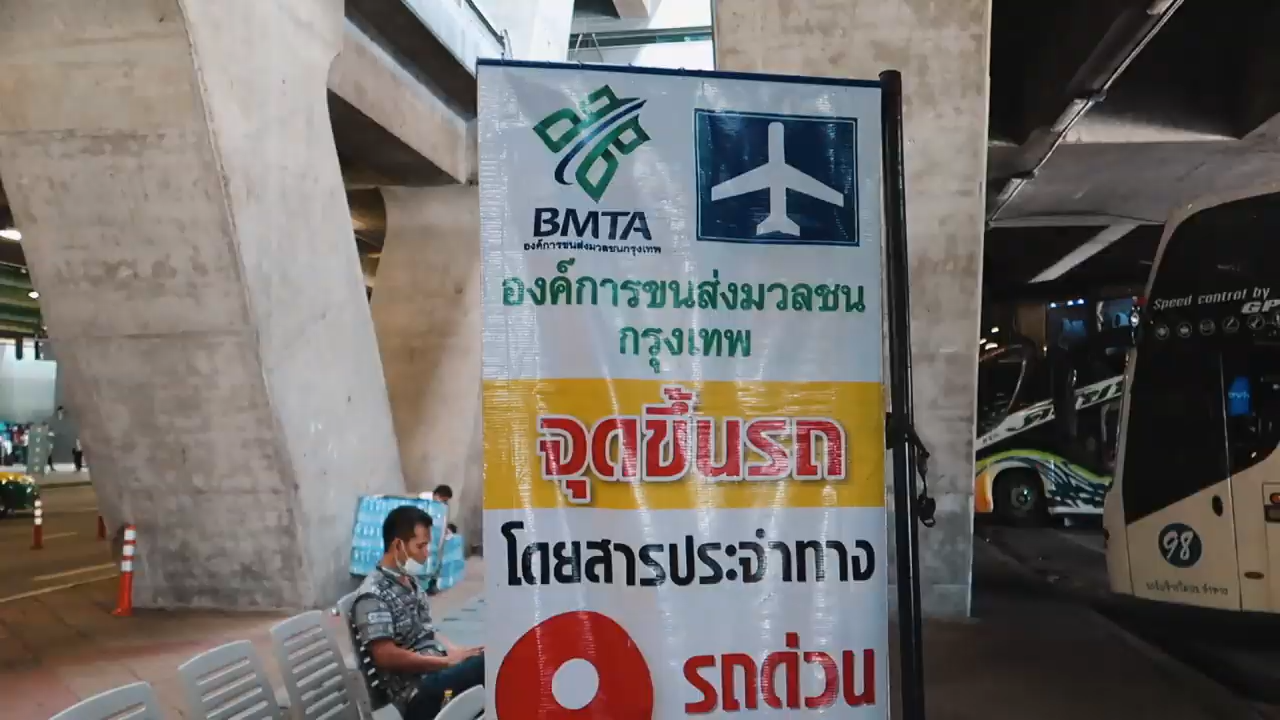 BMTA
องค์การขนส่งมวลชนกรุงเทพ
องค์การขนส่งมวลชน
กรุงเทพ
จุดขึ้นรถ
โดยสารประจำทาง
รถด่วน
Speed control by
GP
98